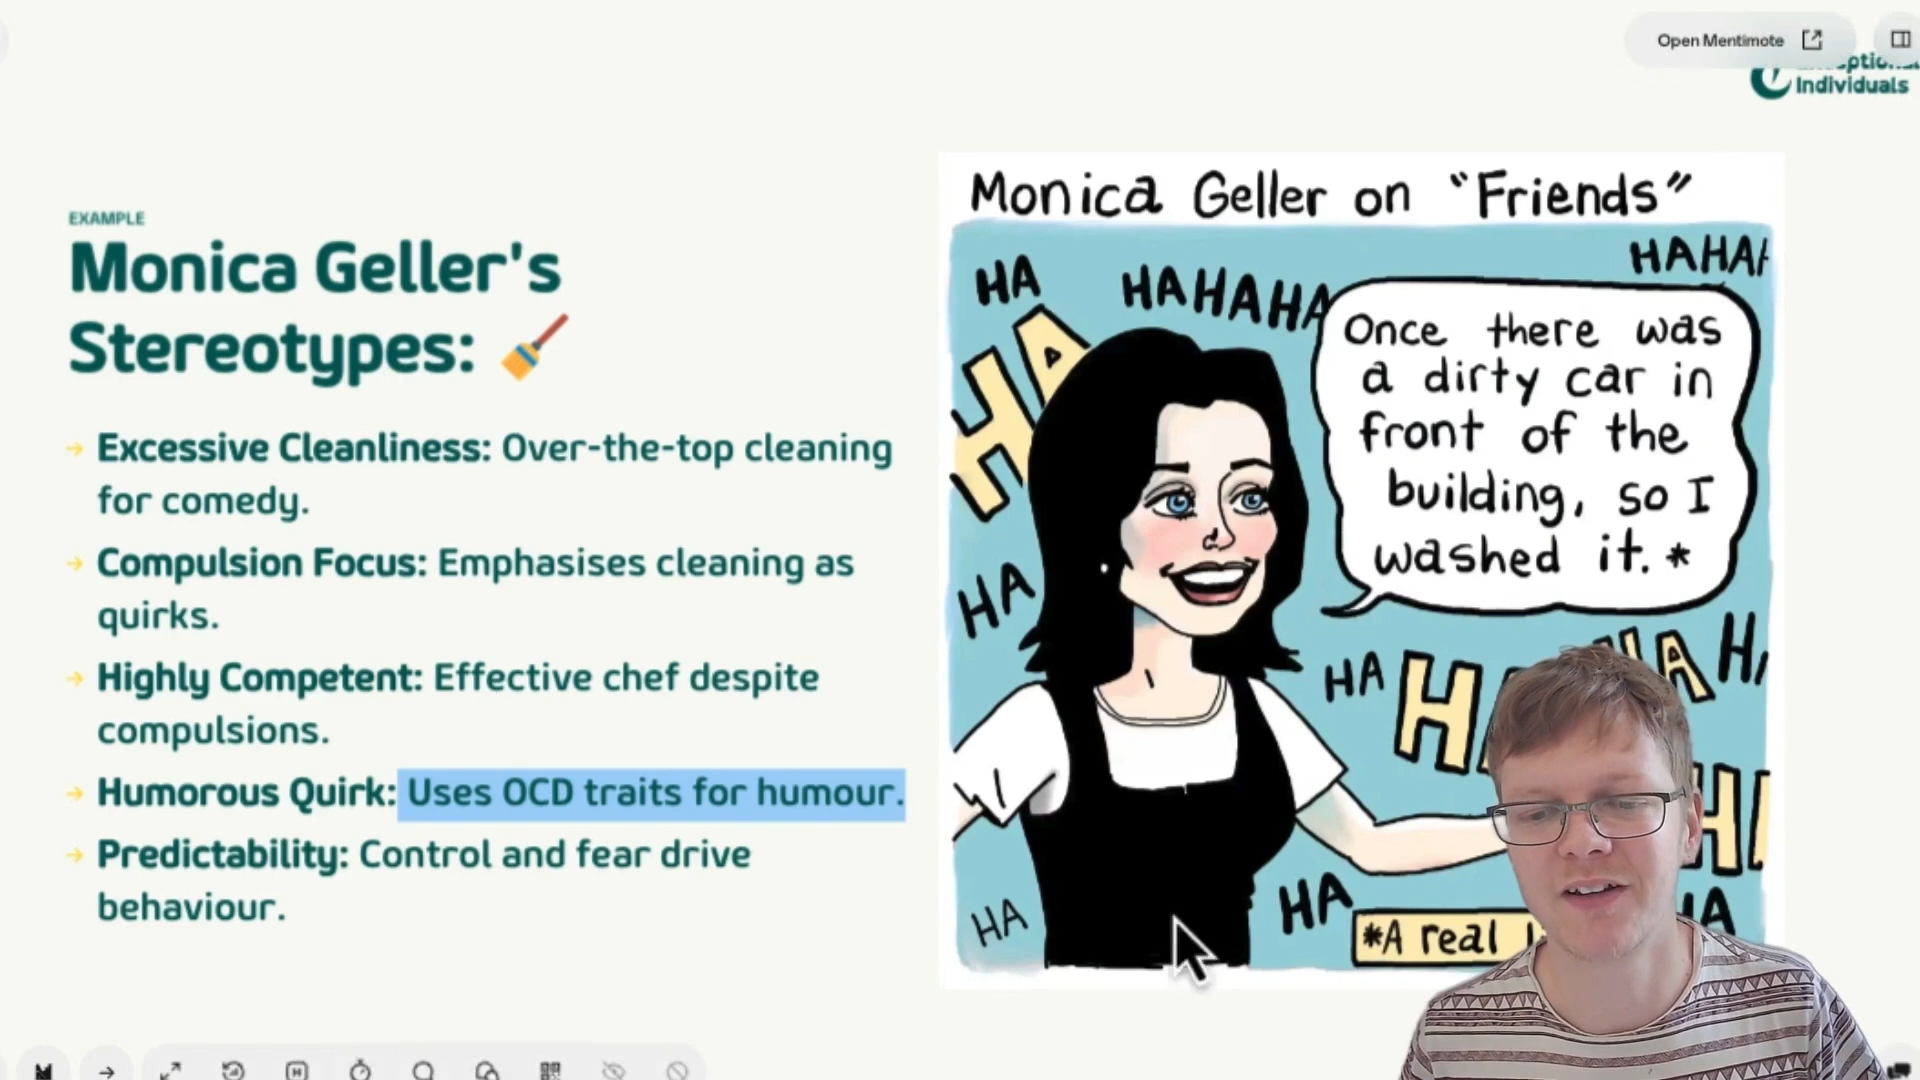 Open Mentimote
Individuals
EXAMPLE
Monica Geller's
Stereotypes:
Excessive Cleanliness: Over-the-top cleaning
for comedy.
Compulsion Focus: Emphasises cleaning as
quirks.
Highly Competent: Effective chef despite
compulsions.
Humorous Quirk: Uses OCD traits for humour.
Predictability: Control and fear drive
behaviour.
Monica Geller on "Friends"
HA
HAHAHA
HAHAH
HA
Once there was
a dirty car in
front of the
building, so I
washed it. *
HA
HA
HA
HA
HA
*A real